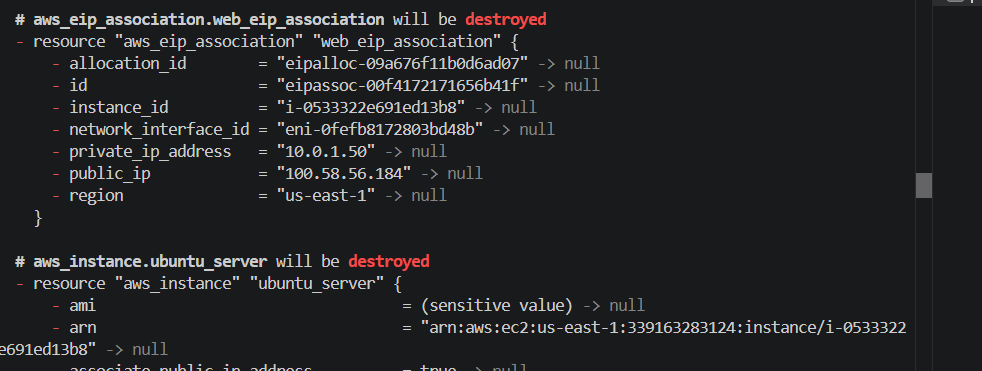 # aws_eip_association.web_eip_association will be destroyed
- resource "aws_eip_association" "web_eip_association" {
- allocation_id = "eipalloc-09a676f11b0d6ad07" -> null
- id = "eipassoc-00f4172171656b41f" -> null
- instance_id = "i-0533322e691ed13b8" -> null
- network_interface_id = "eni-0fefb8172803bd48b" -> null
- private_ip_address = "10.0.1.50" -> null
- public_ip = "100.58.56.184" -> null
- region = "us-east-1" -> null
}
# aws_instance.ubuntu_server will be destroyed
- resource "aws_instance" "ubuntu_server" {
- ami = (sensitive value) -> null
- arn = "arn:aws:ec2:us-east-1:339163283124:instance/i-0533322
e691ed13b8" -> null
associate_public_ip_address = true -> null